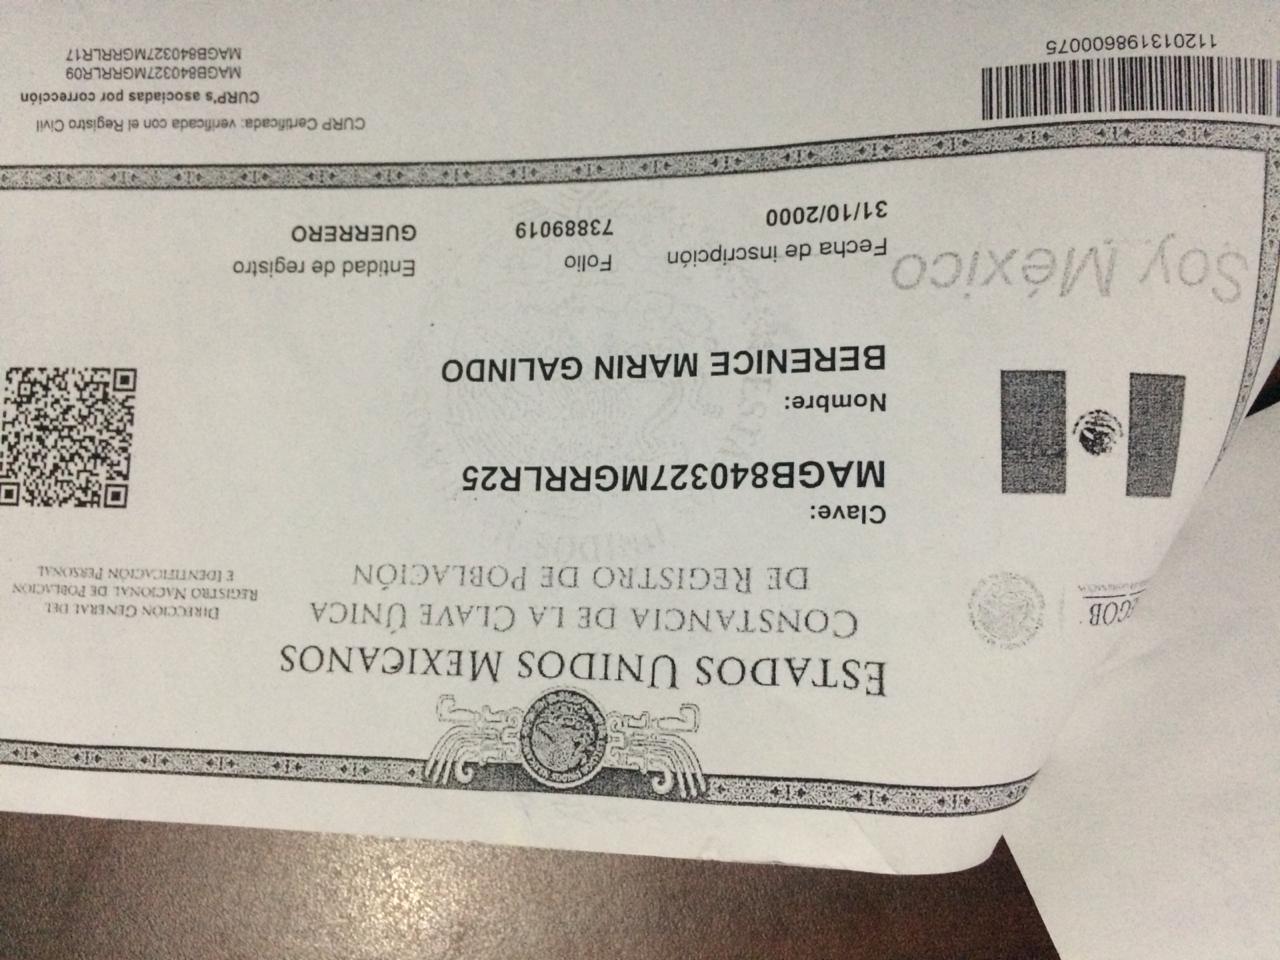 ESTADOS UNIDOS MEXICANOS
CONSTANCIA DE LA CLAVE ÚNICA
DE REGISTRO DE POBLACIÓN
EGOB
DIRECCIÓN GENERAL DEL
REGISTRO NACIONAL DE POBLACIÓN
E IDENTIFICACIÓN PERSONAL
Clave:
MAGB840327MGRRLR25
Nombre:
BERENICE MARIN GALINDO
Soy México
Fecha de inscripción
31/10/2000
Folio
73889019
Entidad de registro
GUERRERO
112013198600075
CURP Certificada: verificada con el Registro Civil
CURP's asociadas por corrección
MAGB840327MGRRLR09
MAGB840327MGRRLR17